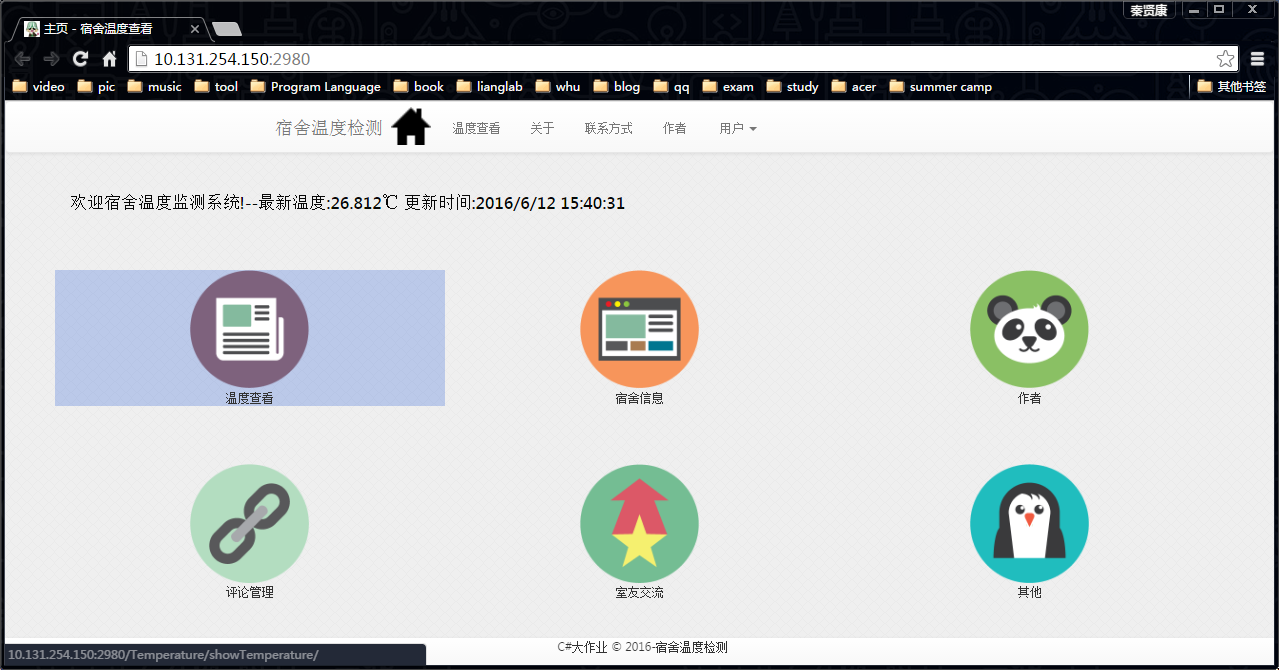 秦贤康
主页 - 宿舍温度查看
10.131.254.150:2980
video pic music tool Program Language book lianglab whu blog qq exam study acer summer camp 其他书签
宿舍温度检测 温度查看 关于 联系方式 作者 用户
欢迎宿舍温度监测系统!--最新温度:26.812℃ 更新时间:2016/6/12 15:40:31
温度查看 宿舍信息 作者
评论管理 室友交流 其他
C#大作业 © 2016-宿舍温度检测
10.131.254.150:2980/Temperature/showTemperature/